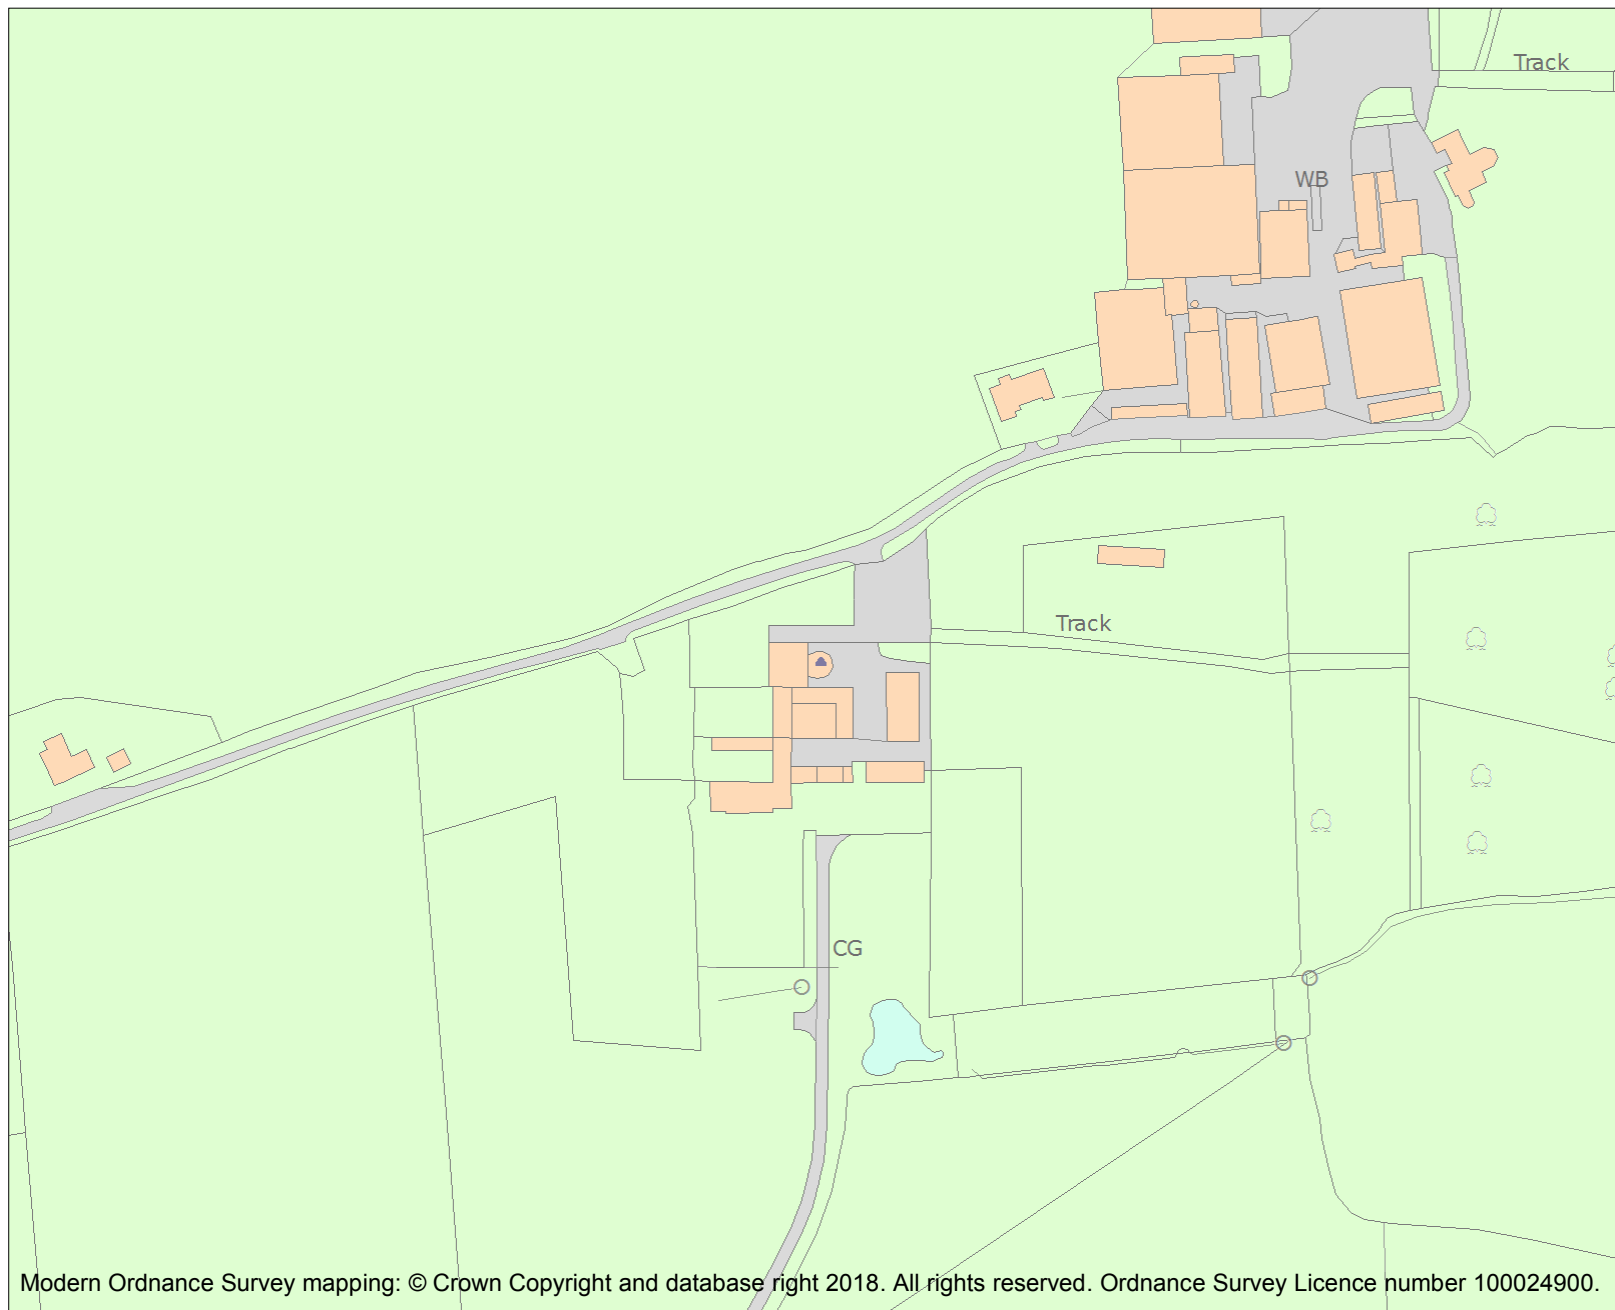 Track
WB
Track
CG
Modern Ordnance Survey mapping: © Crown Copyright and database right 2018. All rights reserved. Ordnance Survey Licence number 100024900.